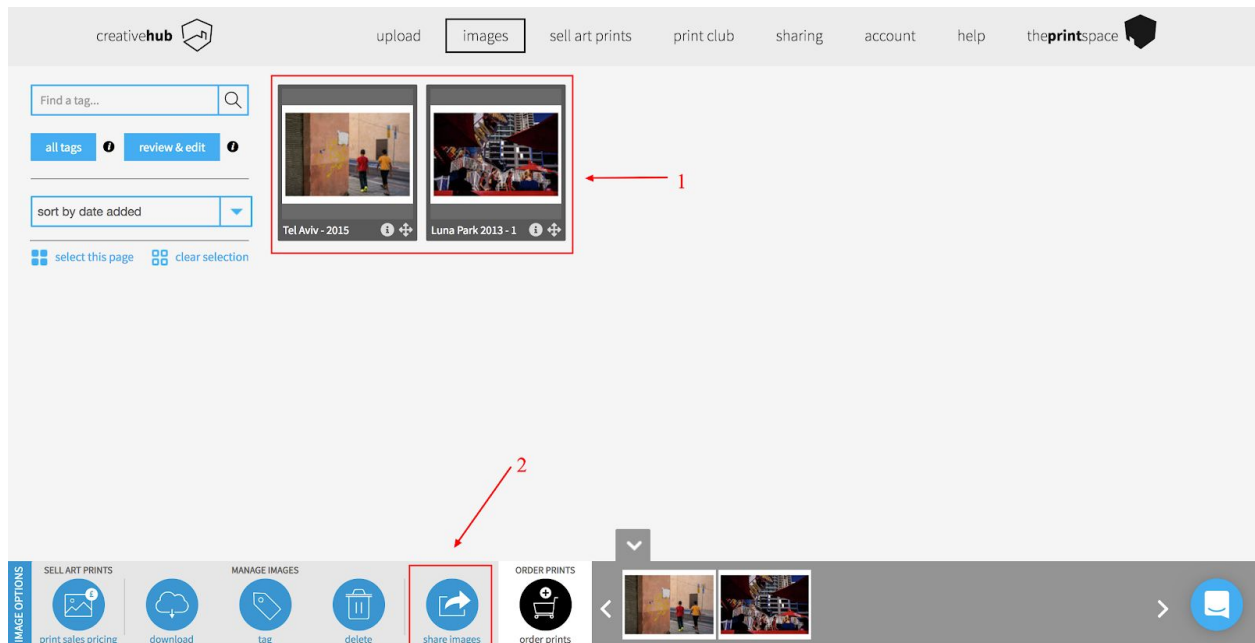 creativehub
upload
images
sell art prints
print club
sharing
account
help
theprintspace
Find a tag...
all tags
i
review & edit
i
sort by date added
select this page
clear selection
Tel Aviv - 2015
i
Luna Park 2013 - 1
i
1
2
IMAGE OPTIONS
SELL ART PRINTS
MANAGE IMAGES
ORDER PRINTS
£
print sales pricing
download
tag
delete
share images
order prints